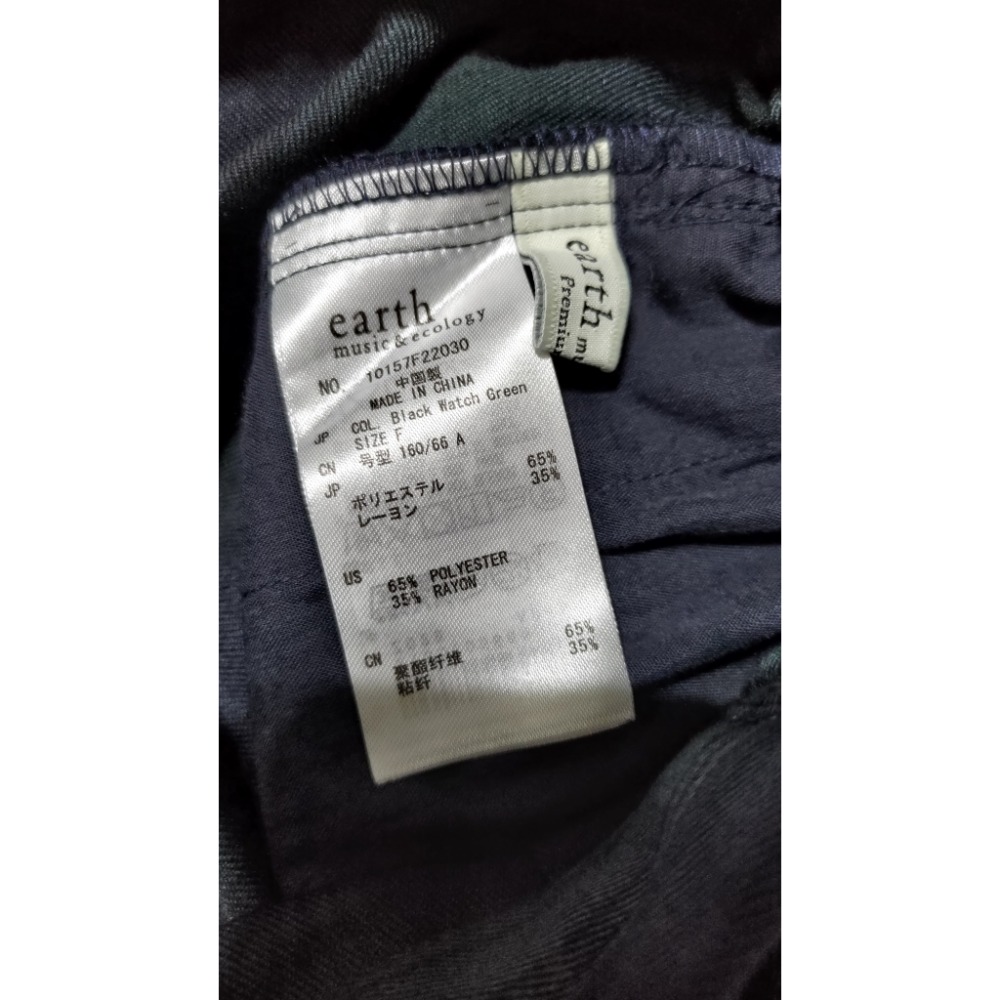 earth
music & ecology
NO. 10157F22030
中国製
MADE IN CHINA
JP COL. Black Watch Green
SIZE F
CN 号型 160/66 A
JP
ポリエステル 65%
レーヨン 35%
US 65% POLYESTER
35% RAYON
CN 聚酯纤维 65%
粘纤 35%
earth
Premium